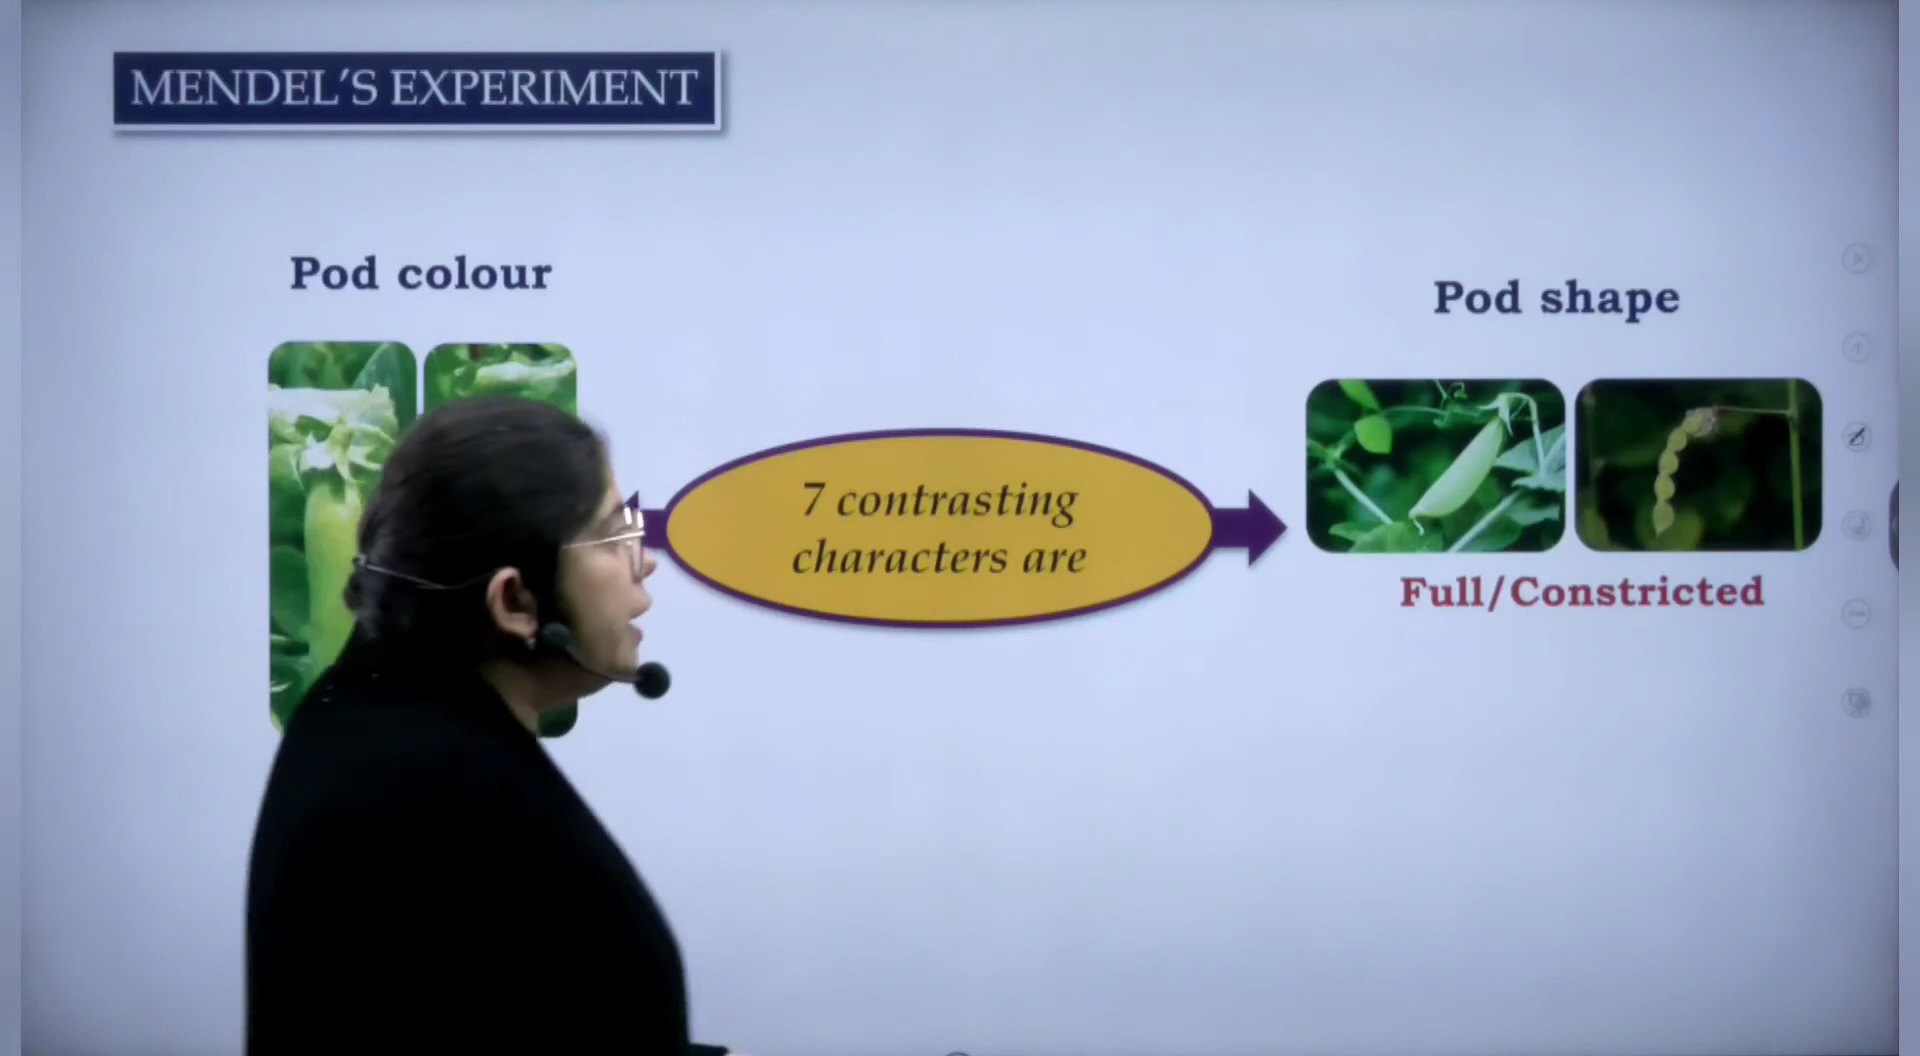 MENDEL'S EXPERIMENT
Pod colour
Pod shape
7 contrasting
characters are
Full/Constricted